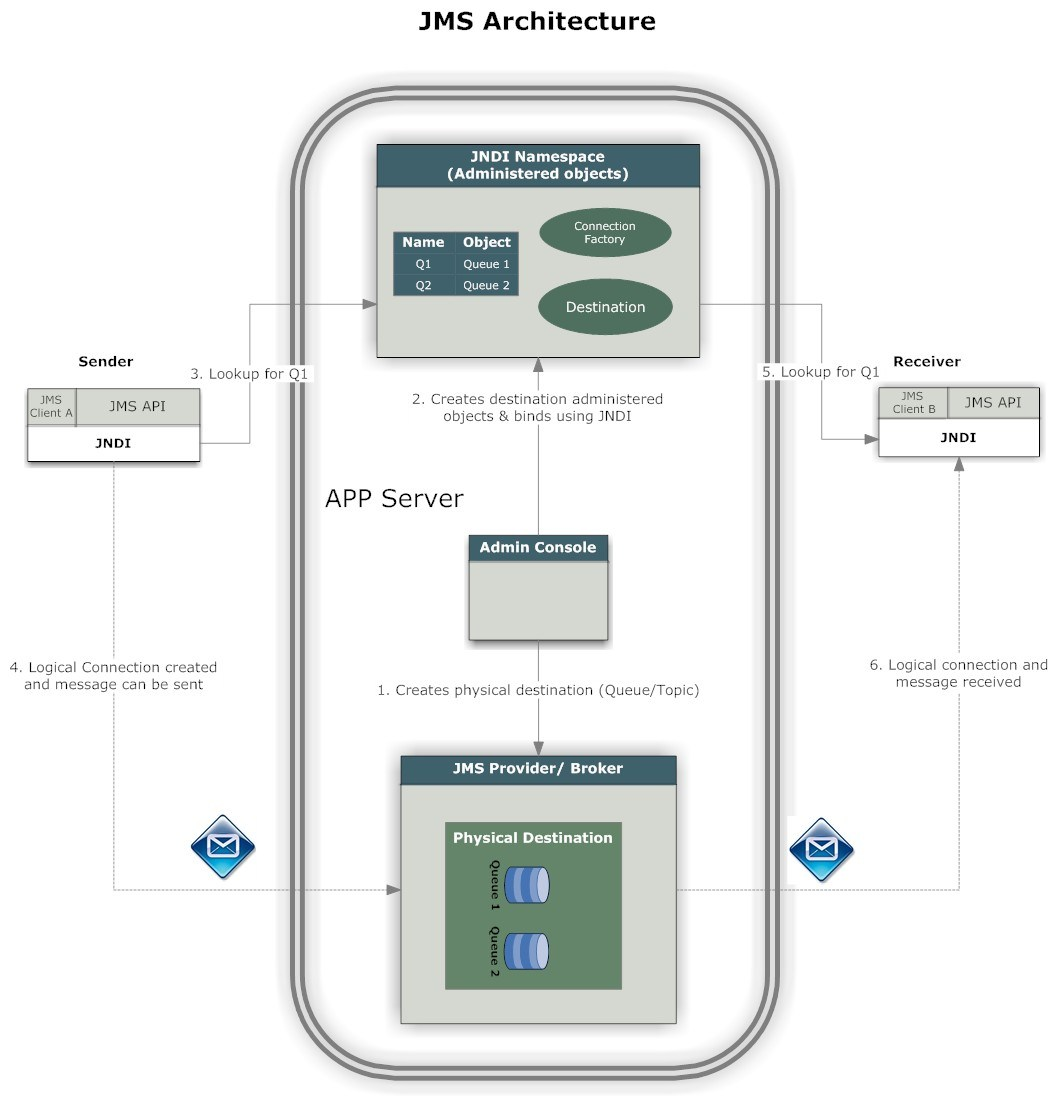 JMS Architecture
JNDI Namespace
(Administered objects)
Name Object
Q1 Queue 1
Q2 Queue 2
Connection
Factory
Destination
Sender
JMS
Client A
JMS API
JNDI
3. Lookup for Q1
2. Creates destination administered
objects & binds using JNDI
5. Lookup for Q1
Receiver
JMS
Client B
JMS API
JNDI
APP Server
Admin Console
4. Logical Connection created
and message can be sent
1. Creates physical destination (Queue/Topic)
6. Logical connection and
message received
JMS Provider/ Broker
Physical Destination
Queue 1
Queue 2